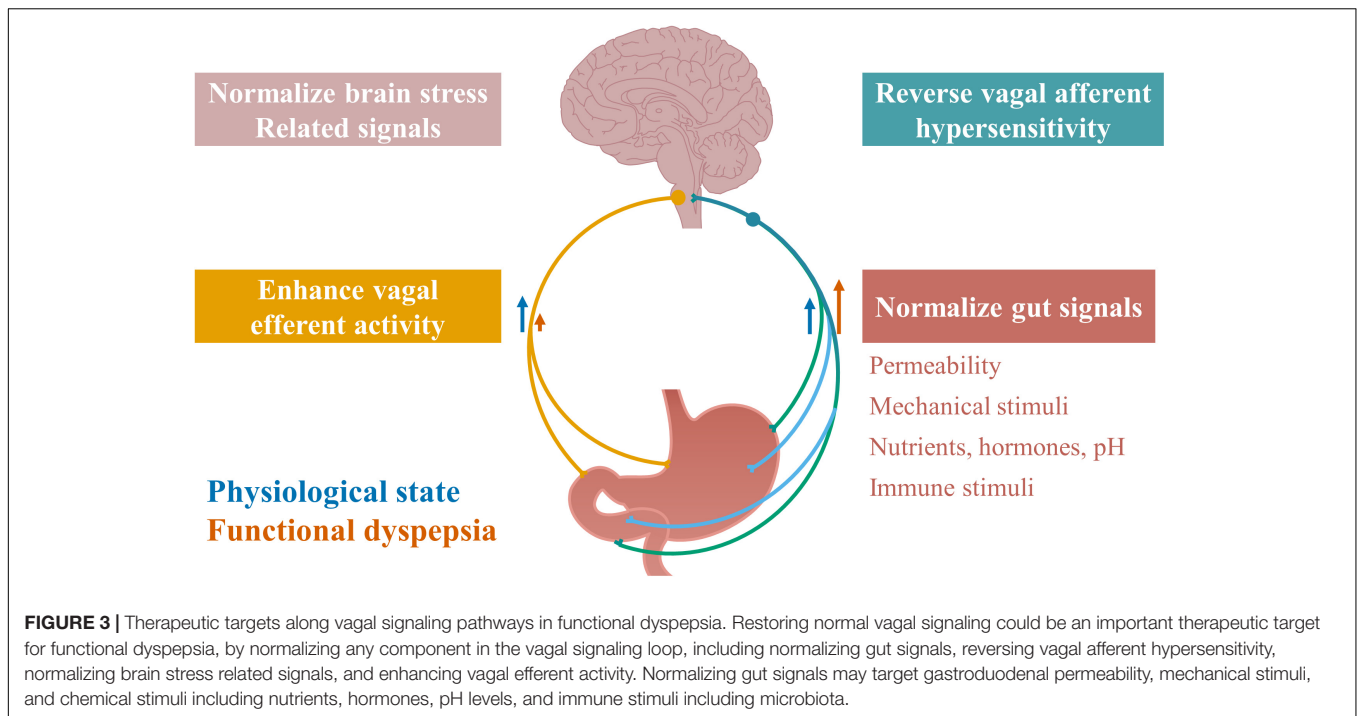 Normalize brain stress
Related signals
Reverse vagal afferent
hypersensitivity
Enhance vagal
efferent activity
Normalize gut signals
Permeability
Mechanical stimuli
Nutrients, hormones, pH
Immune stimuli
Physiological state
Functional dyspepsia
FIGURE 3 | Therapeutic targets along vagal signaling pathways in functional dyspepsia. Restoring normal vagal signaling could be an important therapeutic target
for functional dyspepsia, by normalizing any component in the vagal signaling loop, including normalizing gut signals, reversing vagal afferent hypersensitivity,
normalizing brain stress related signals, and enhancing vagal efferent activity. Normalizing gut signals may target gastroduodenal permeability, mechanical stimuli,
and chemical stimuli including nutrients, hormones, pH levels, and immune stimuli including microbiota.